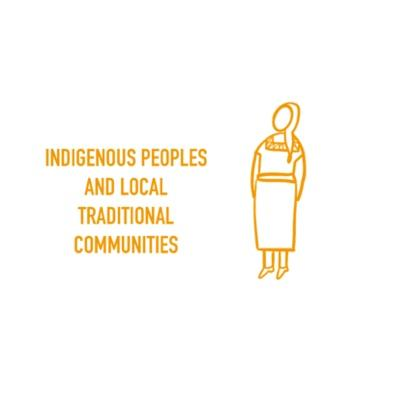 INDIGENOUS PEOPLES
AND LOCAL
TRADITIONAL
COMMUNITIES